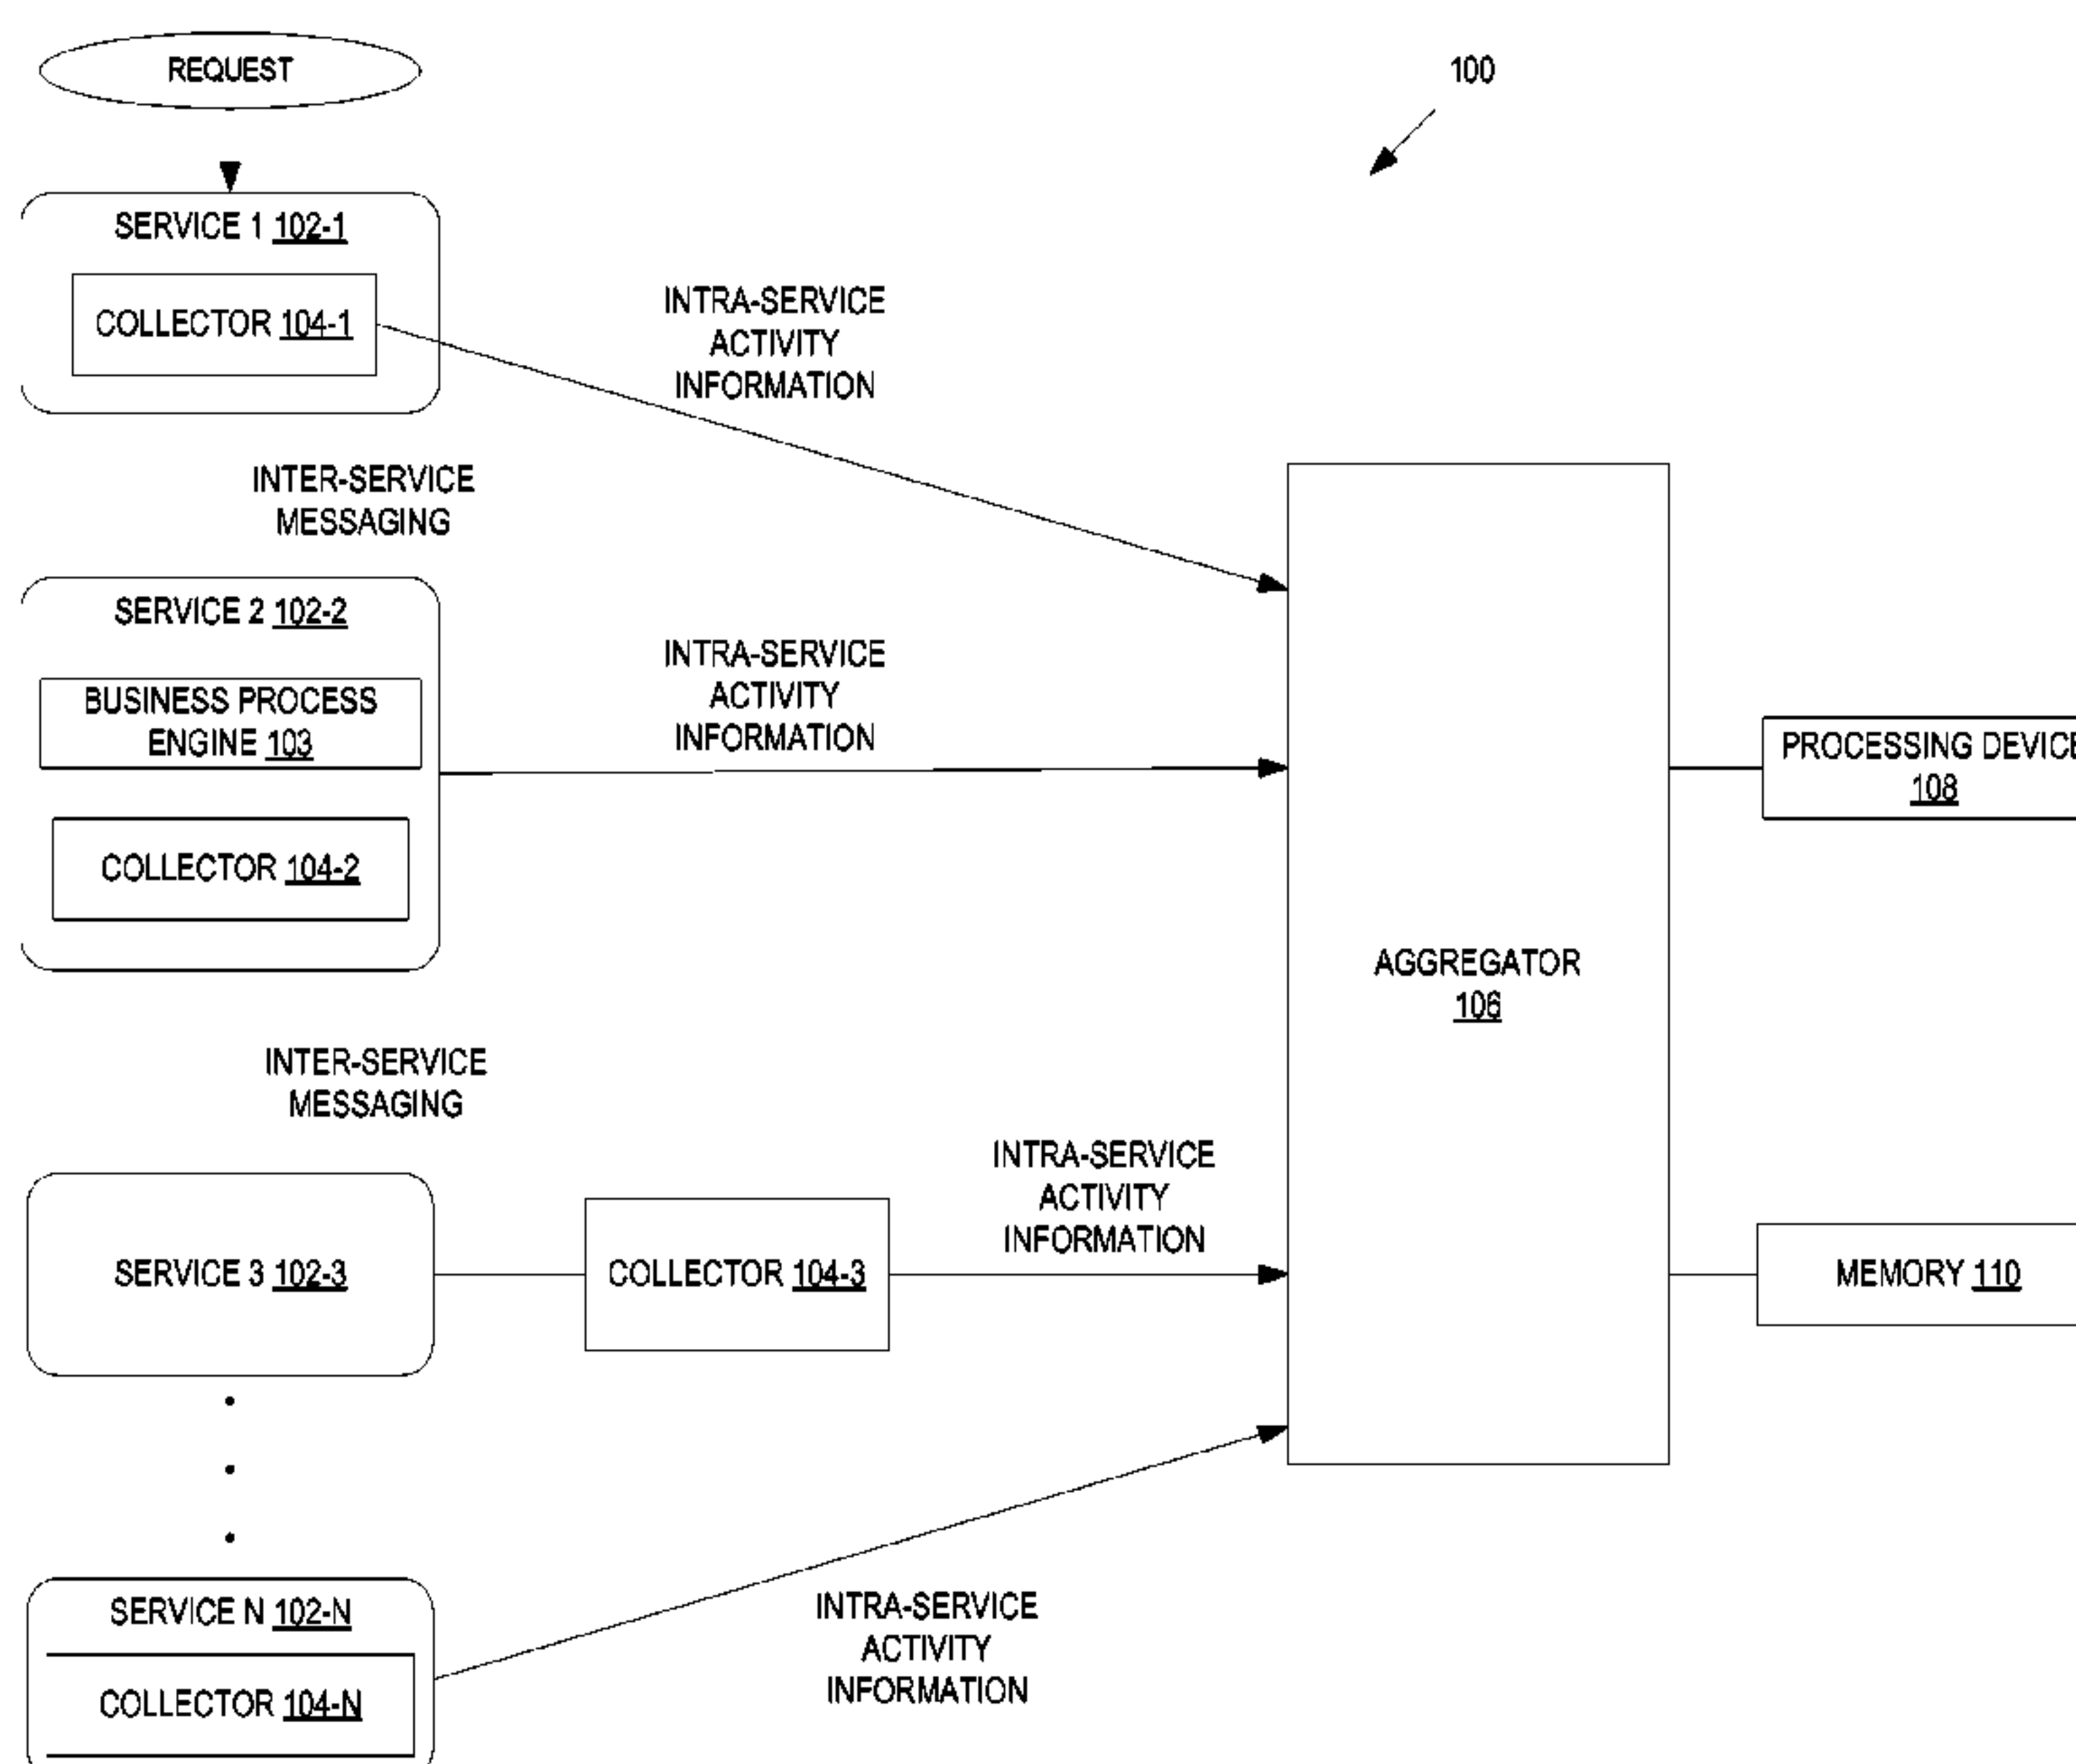 REQUEST
100
SERVICE 1 102-1
COLLECTOR 104-1
INTRA-SERVICE
ACTIVITY
INFORMATION
INTER-SERVICE
MESSAGING
SERVICE 2 102-2
BUSINESS PROCESS
ENGINE 103
COLLECTOR 104-2
INTRA-SERVICE
ACTIVITY
INFORMATION
AGGREGATOR
106
PROCESSING DEVICE
108
INTER-SERVICE
MESSAGING
SERVICE 3 102-3
COLLECTOR 104-3
INTRA-SERVICE
ACTIVITY
INFORMATION
MEMORY 110
SERVICE N 102-N
COLLECTOR 104-N
INTRA-SERVICE
ACTIVITY
INFORMATION